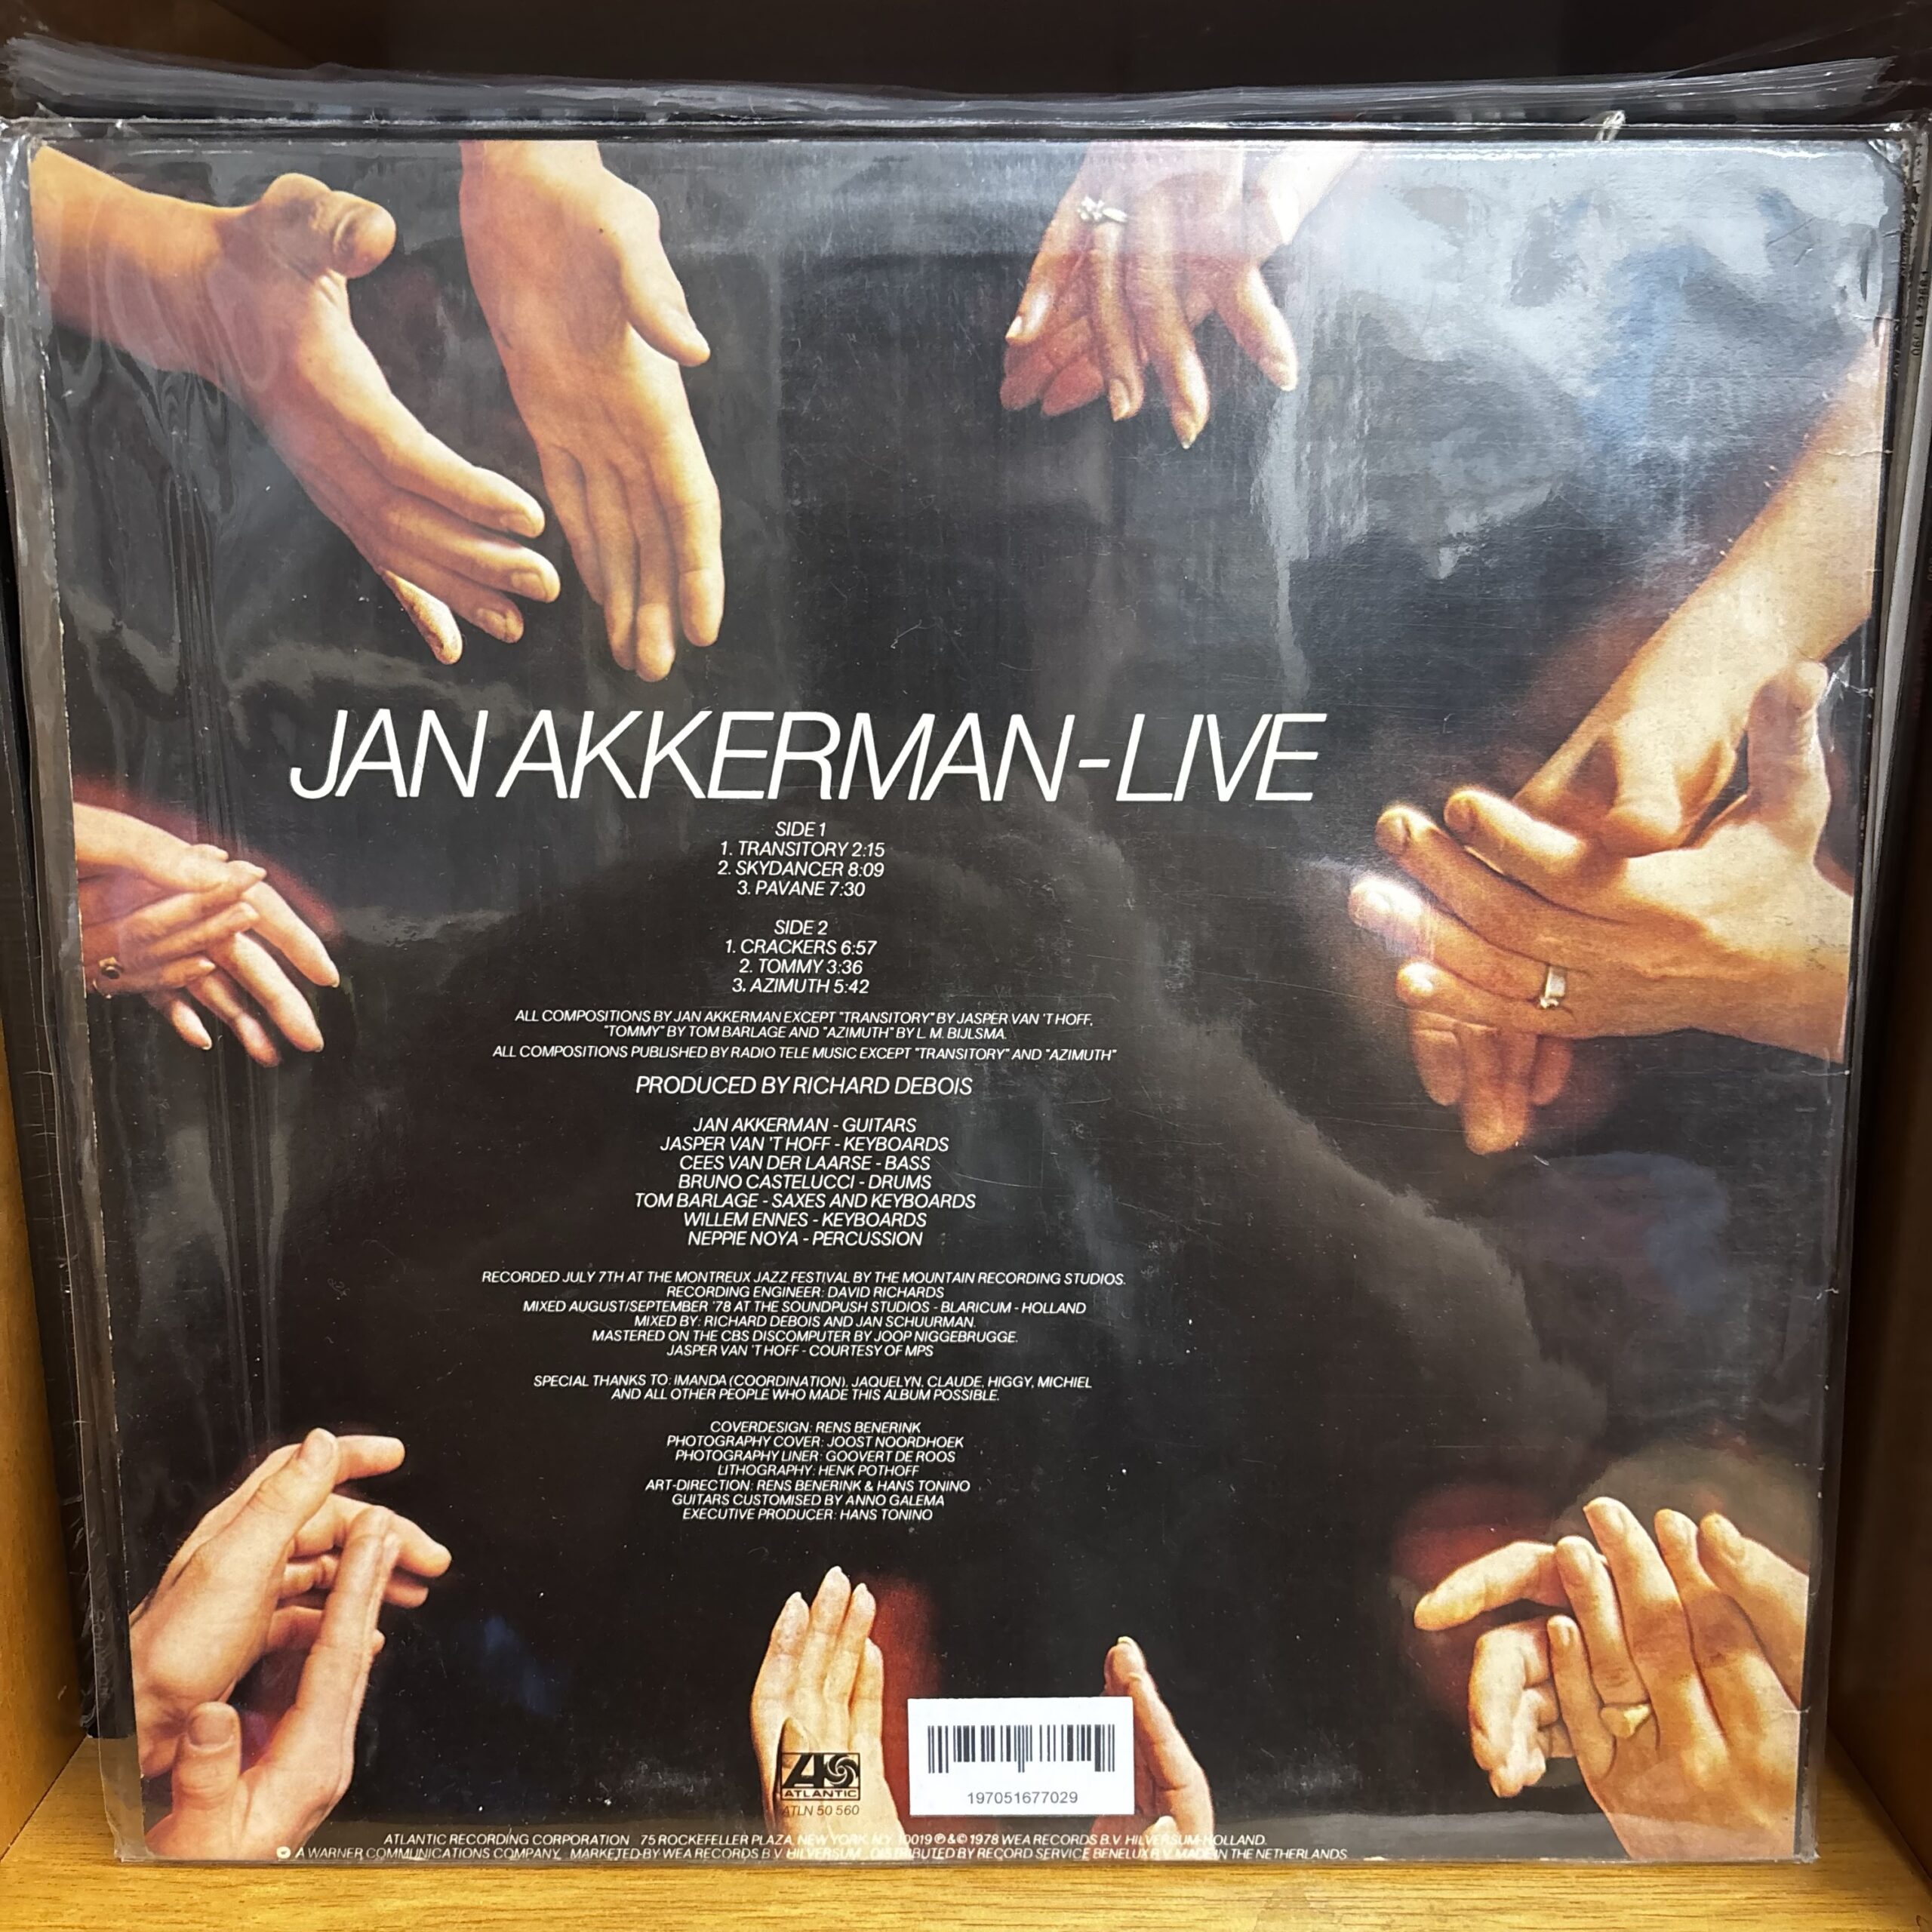 JAN AKKERMAN-LIVE
SIDE 1
1. TRANSITORY 2:15
2. SKYDANCER 8:09
3. PAVANE 7:30
SIDE 2
1. CRACKERS 6:57
2. TOMMY 3:36
3. AZIMUTH 5:42
ALL COMPOSITIONS BY JAN AKKERMAN EXCEPT "TRANSITORY" BY JASPER VAN 'T HOFF,
"TOMMY" BY TOM BARLAGE AND "AZIMUTH" BY L. M. BIJLSMA.
ALL COMPOSITIONS PUBLISHED BY RADIO TELE MUSIC EXCEPT "TRANSITORY" AND "AZIMUTH"
PRODUCED BY RICHARD DEBOIS
JAN AKKERMAN - GUITARS
JASPER VAN 'T HOFF - KEYBOARDS
CEES VAN DER LAARSE - BASS
BRUNO CASTELUCCI - DRUMS
TOM BARLAGE - SAXES AND KEYBOARDS
WILLEM ENNES - KEYBOARDS
NEPPIE NOYA - PERCUSSION
RECORDED JULY 7TH AT THE MONTREUX JAZZ FESTIVAL BY THE MOUNTAIN RECORDING STUDIOS.
RECORDING ENGINEER: DAVID RICHARDS
MIXED AUGUST/SEPTEMBER '78 AT THE SOUNDPUSH STUDIOS - BLARICUM - HOLLAND
MIXED BY: RICHARD DEBOIS AND JAN SCHUURMAN.
MASTERED ON THE CBS DISCOMPUTER BY JOOP NIGGEBRUGGE.
JASPER VAN 'T HOFF - COURTESY OF MPS
SPECIAL THANKS TO: IMANDA (COORDINATION), JAQUELYN, CLAUDE, HIGGY, MICHIEL
AND ALL OTHER PEOPLE WHO MADE THIS ALBUM POSSIBLE.
COVERDESIGN: RENS BENERINK
PHOTOGRAPHY COVER: JOOST NOORDHOEK
PHOTOGRAPHY LINER: GOOVERT DE ROOS
LITHOGRAPHY: HENK POTHOFF
ART-DIRECTION: RENS BENERINK & HANS TONINO
GUITARS CUSTOMISED BY ANNO GALEMA
EXECUTIVE PRODUCER: HANS TONINO
ATLANTIC
ATLN 50 560
197051677029
ATLANTIC RECORDING CORPORATION 75 ROCKEFELLER PLAZA, NEW YORK, N.Y. 10019 ℗ & © 1978 WEA RECORDS B.V. HILVERSUM-HOLLAND.
A WARNER COMMUNICATIONS COMPANY MARKETED BY WEA RECORDS B.V. HILVERSUM DISTRIBUTED BY RECORD SERVICE BENELUX B.V. MADE IN THE NETHERLANDS